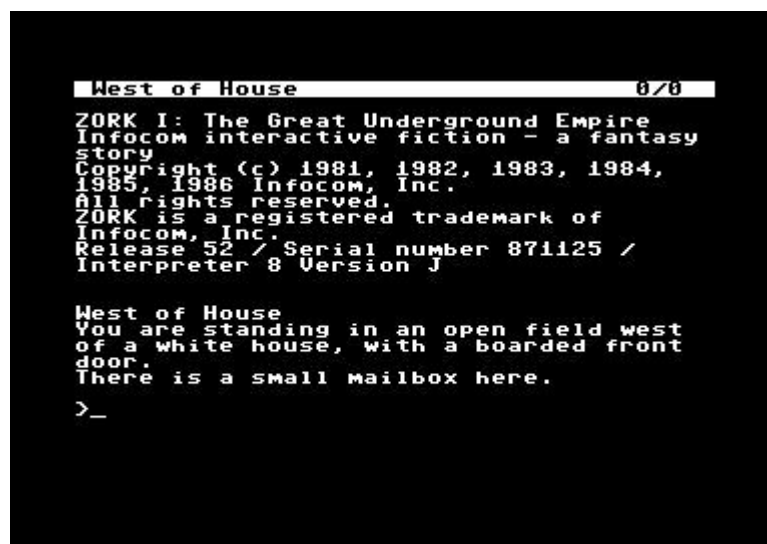 West of House 0/0
ZORK I: The Great Underground Empire
Infocom interactive fiction - a fantasy
story
Copyright (c) 1981, 1982, 1983, 1984,
1985, 1986 Infocom, Inc.
All rights reserved.
ZORK is a registered trademark of
Infocom, Inc.
Release 52 / Serial number 871125 /
Interpreter 8 Version J
West of House
You are standing in an open field west
of a white house, with a boarded front
door.
There is a small mailbox here.
>_